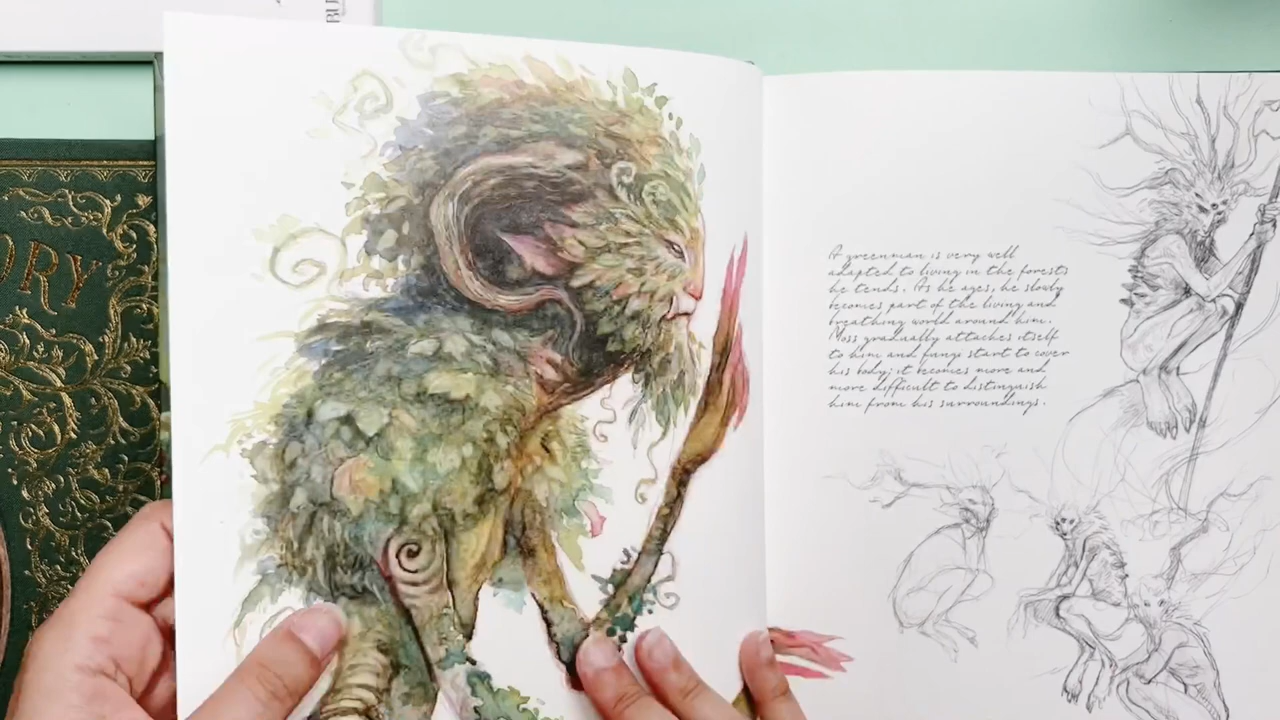 BU
ORY
A greenman is very well
adapted to living in the forests
he tends. As he ages, he slowly
becomes part of the living and
breathing world around him.
Moss gradually attaches itself
to him and fungi start to cover
his body; it becomes more and
more difficult to distinguish
him from his surroundings.